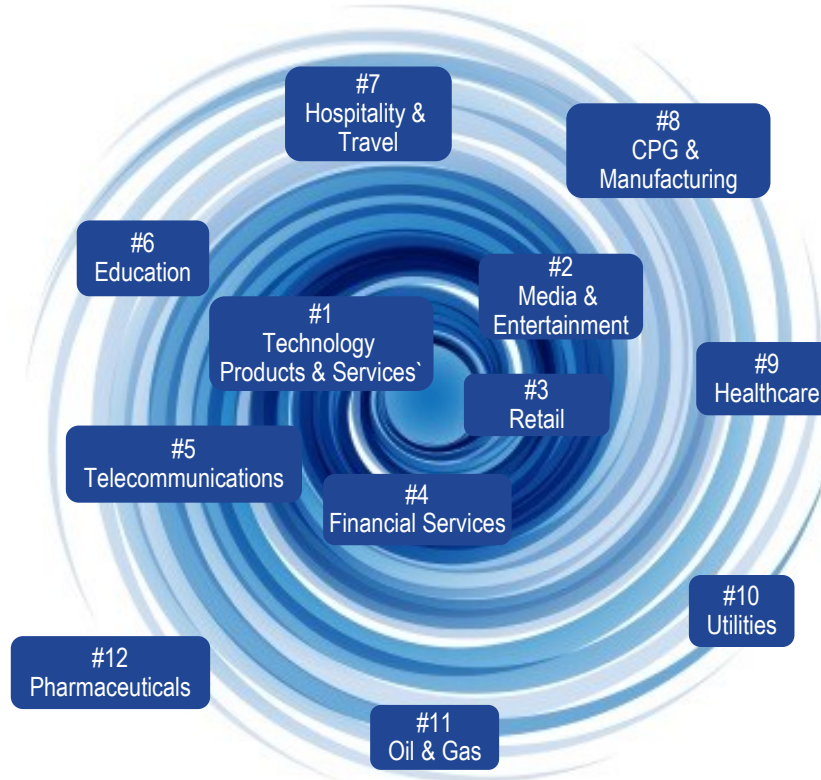 #7
Hospitality &
Travel
#8
CPG &
Manufacturing
#6
Education
#2
Media &
Entertainment
#1
Technology
Products & Services`
#9
Healthcare
#3
Retail
#5
Telecommunications
#4
Financial Services
#10
Utilities
#12
Pharmaceuticals
#11
Oil & Gas